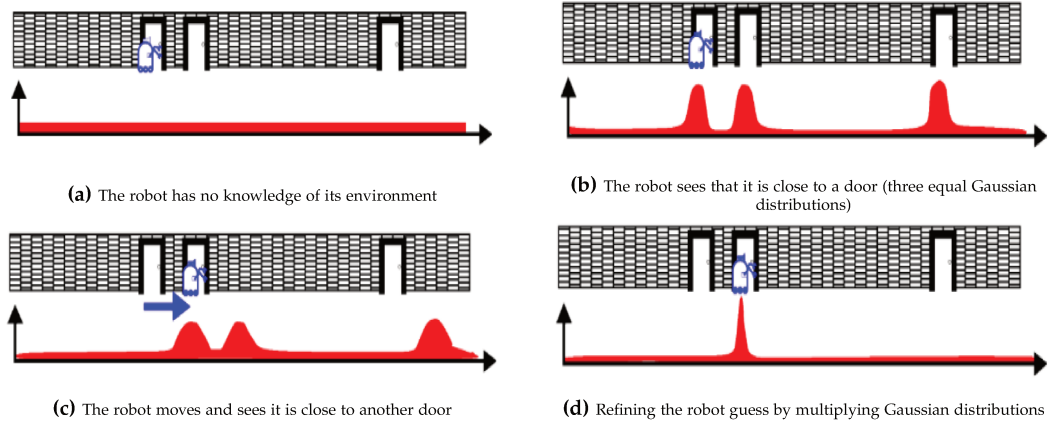 (a) The robot has no knowledge of its environment
(b) The robot sees that it is close to a door (three equal Gaussian
distributions)
(c) The robot moves and sees it is close to another door
(d) Refining the robot guess by multiplying Gaussian distributions